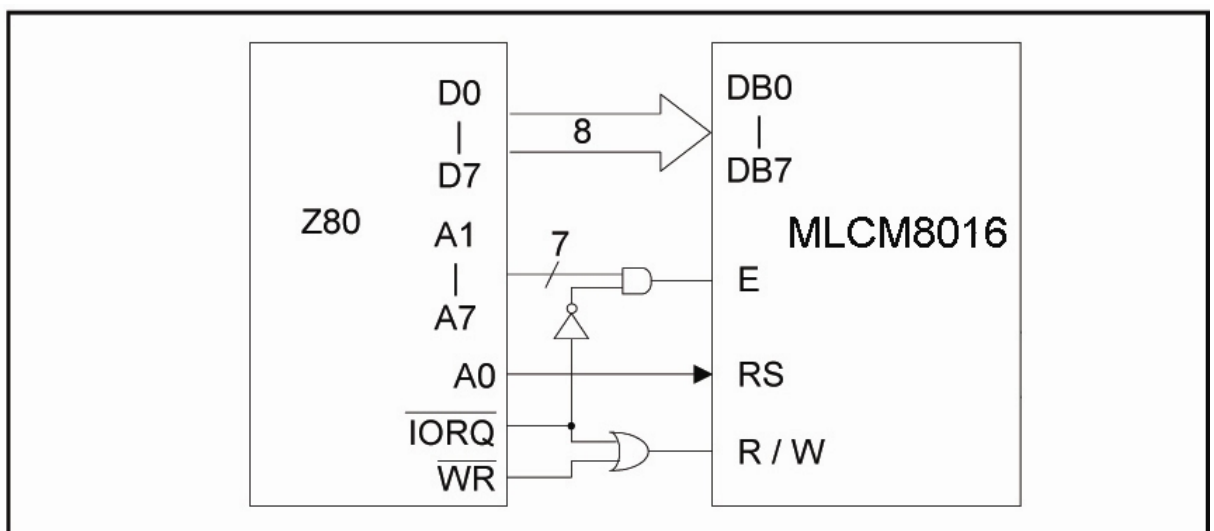 D0
|
D7
Z80
A1
|
A7
A0
IORQ
WR
8
7
DB0
|
DB7
MLCM8016
E
RS
R / W